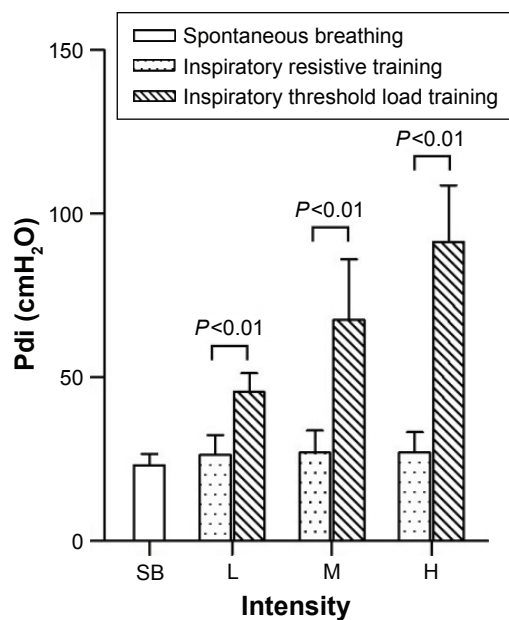 150
Spontaneous breathing
Inspiratory resistive training
Inspiratory threshold load training
P<0.01
100
P<0.01
P<0.01
50
0
Pdi (cmH₂O)
SB L M H
Intensity